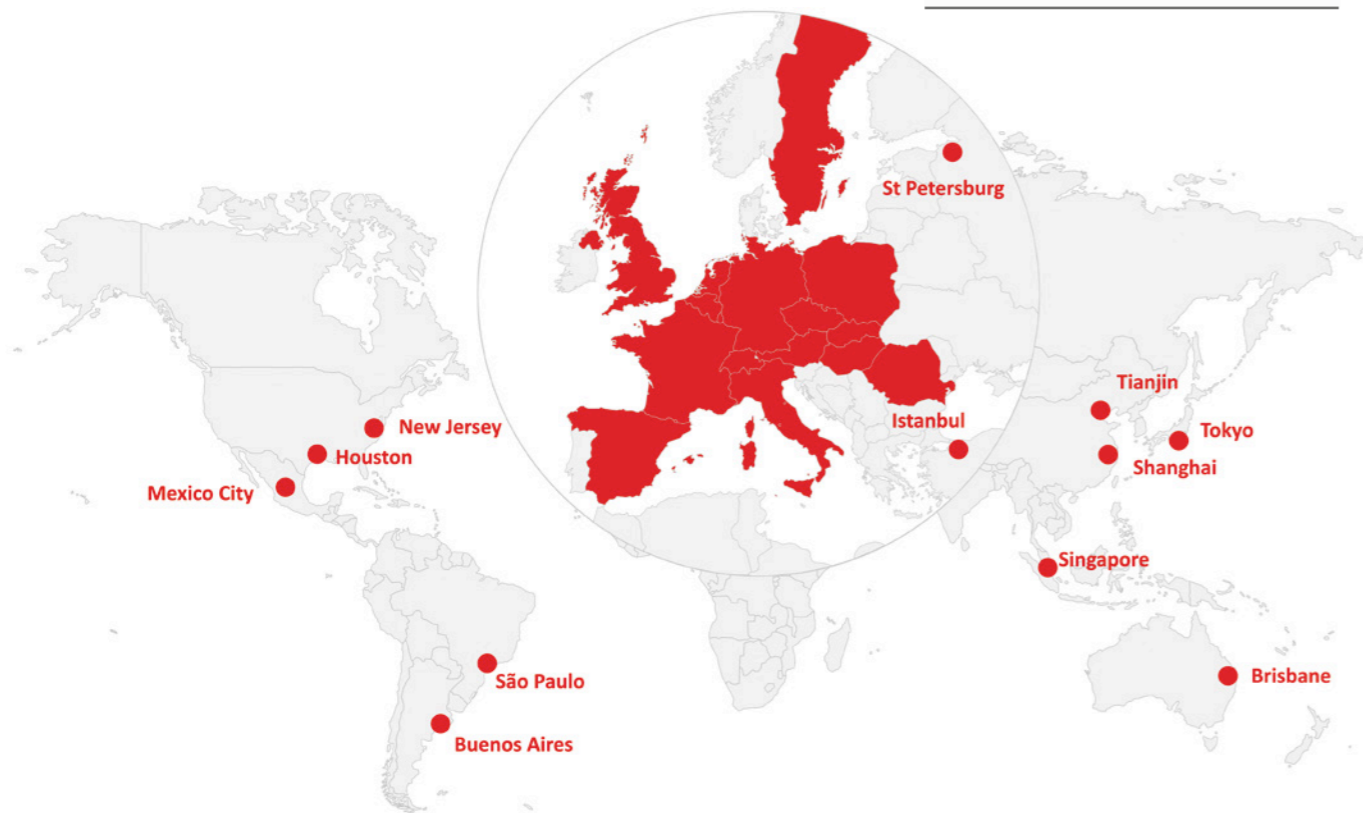 St Petersburg
Tianjin
Istanbul
New Jersey
Tokyo
Houston
Shanghai
Mexico City
Singapore
São Paulo
Brisbane
Buenos Aires